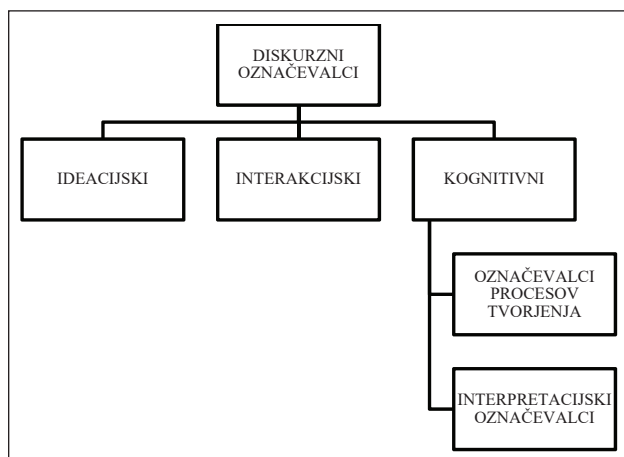 DISKURZNI
OZNAČEVALCI
IDEACIJSKI
INTERAKCIJSKI
KOGNITIVNI
OZNAČEVALCI
PROCESOV
TVORJENJA
INTERPRETACIJSKI
OZNAČEVALCI